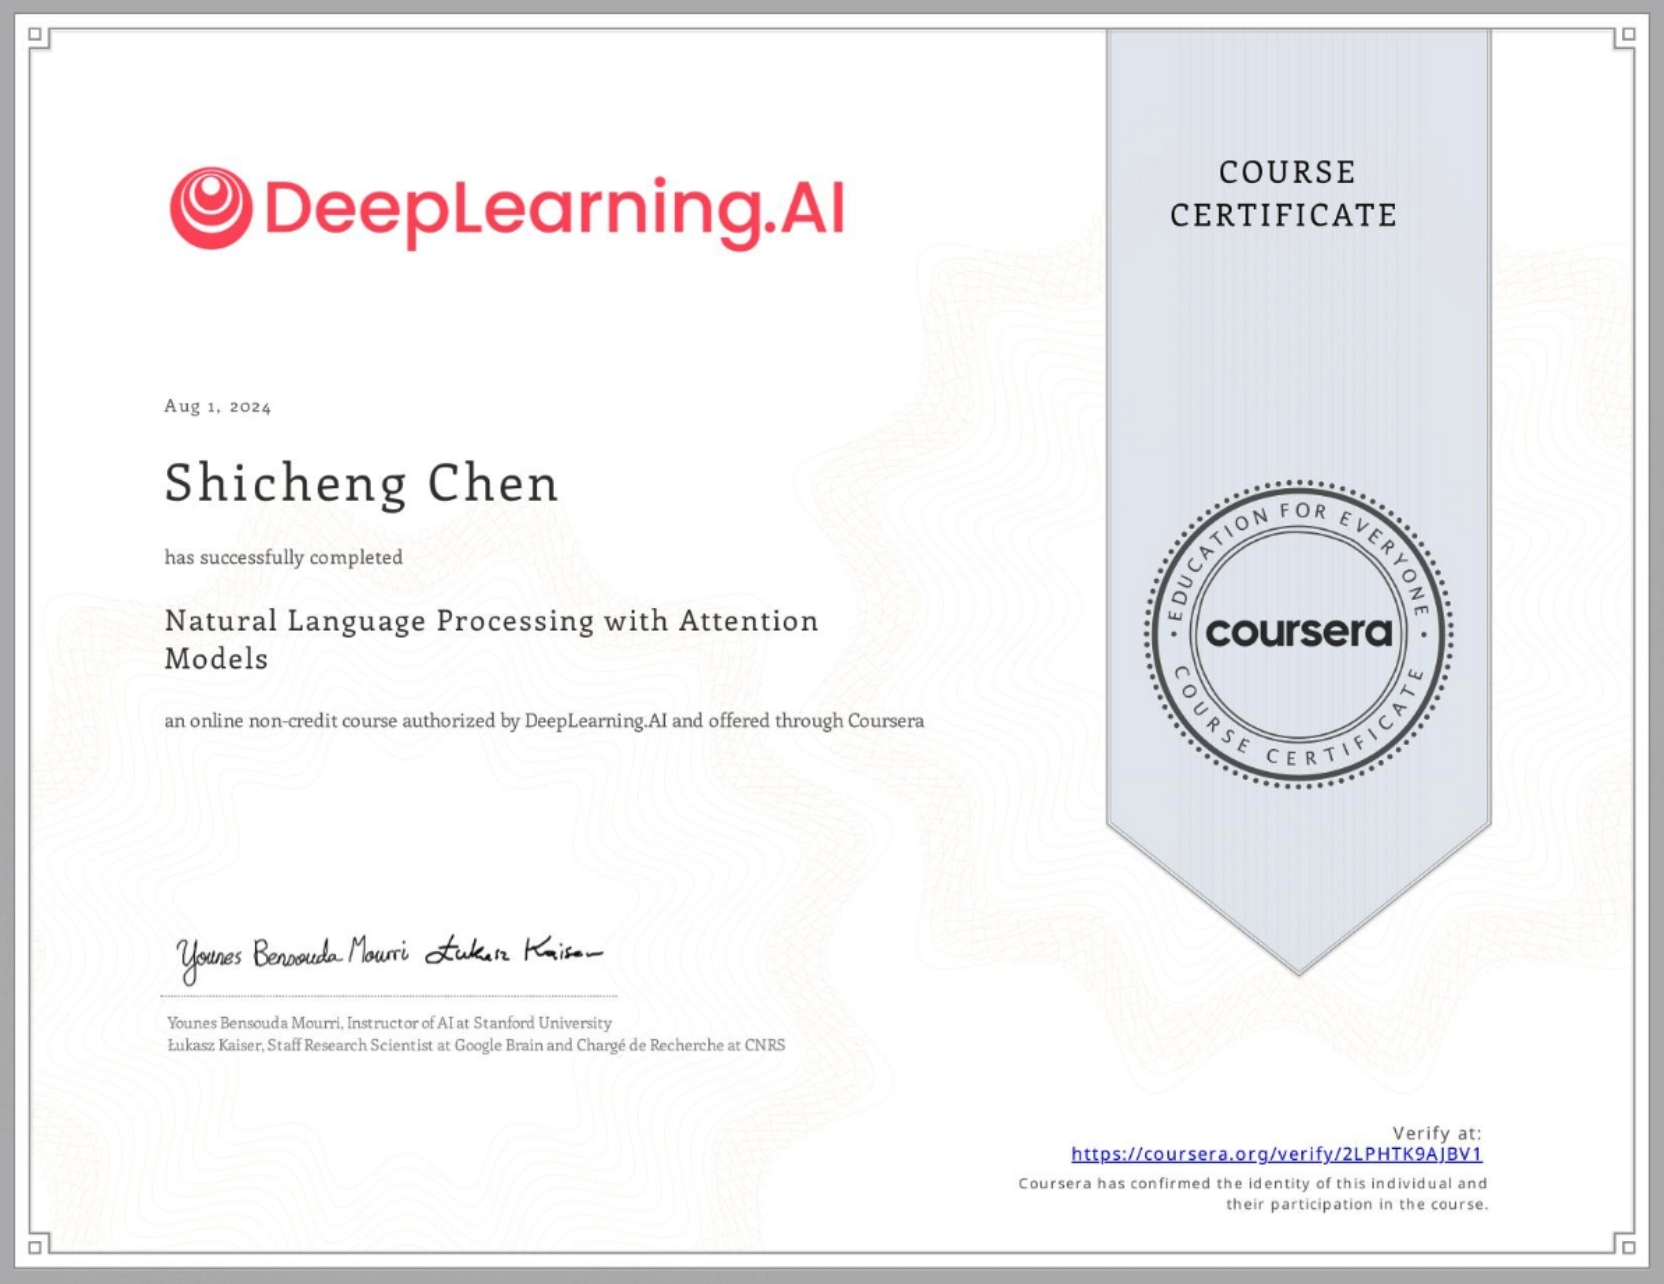 DeepLearning.AI
COURSE
CERTIFICATE
Aug 1, 2024
Shicheng Chen
has successfully completed
Natural Language Processing with Attention
Models
an online non-credit course authorized by DeepLearning.AI and offered through Coursera
EDUCATION FOR EVERYONE
coursera
COURSE CERTIFICATE
Younes Bensouda Mourri Łukasz Kaiser
Younes Bensouda Mourri, Instructor of AI at Stanford University
Łukasz Kaiser, Staff Research Scientist at Google Brain and Chargé de Recherche at CNRS
Verify at:
https://coursera.org/verify/2LPHTK9AJBV1
Coursera has confirmed the identity of this individual and
their participation in the course.